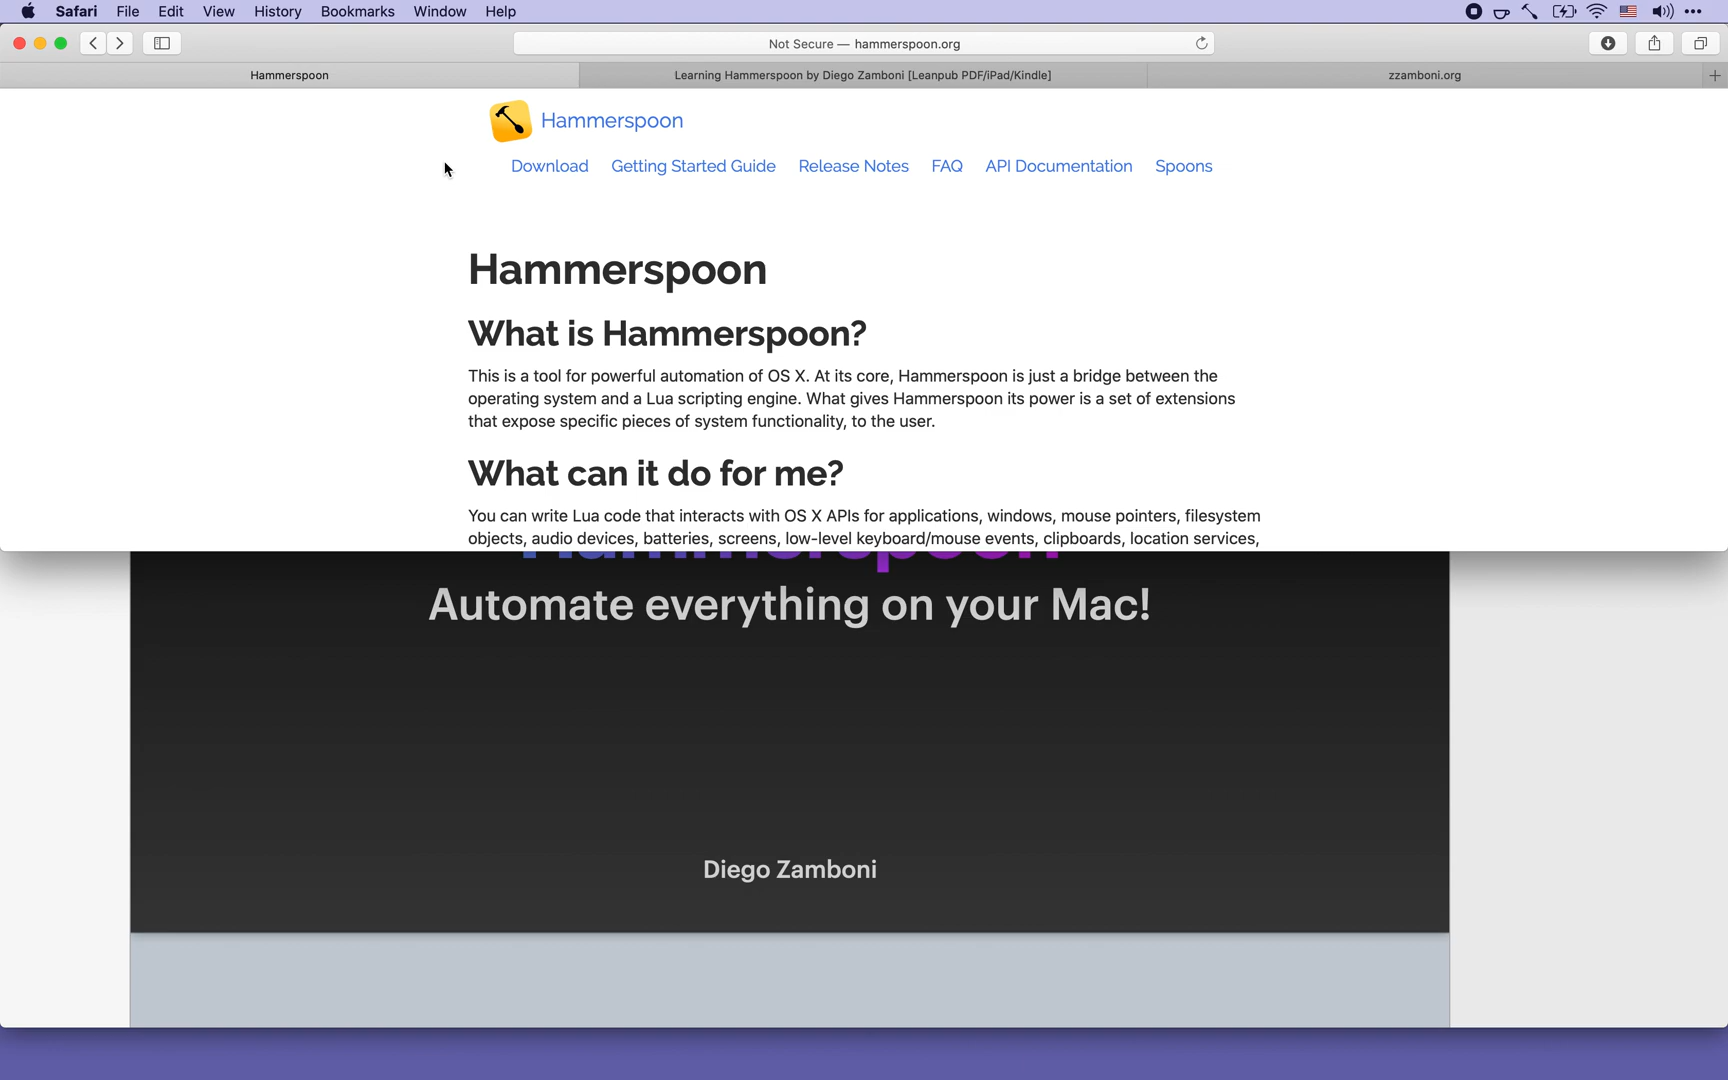 Safari File Edit View History Bookmarks Window Help
Not Secure — hammerspoon.org
Hammerspoon
Learning Hammerspoon by Diego Zamboni [Leanpub PDF/iPad/Kindle]
zzamboni.org
Hammerspoon
Download Getting Started Guide Release Notes FAQ API Documentation Spoons
Hammerspoon
What is Hammerspoon?
This is a tool for powerful automation of OS X. At its core, Hammerspoon is just a bridge between the
operating system and a Lua scripting engine. What gives Hammerspoon its power is a set of extensions
that expose specific pieces of system functionality, to the user.
What can it do for me?
You can write Lua code that interacts with OS X APIs for applications, windows, mouse pointers, filesystem
objects, audio devices, batteries, screens, low-level keyboard/mouse events, clipboards, location services,
Automate everything on your Mac!
Diego Zamboni